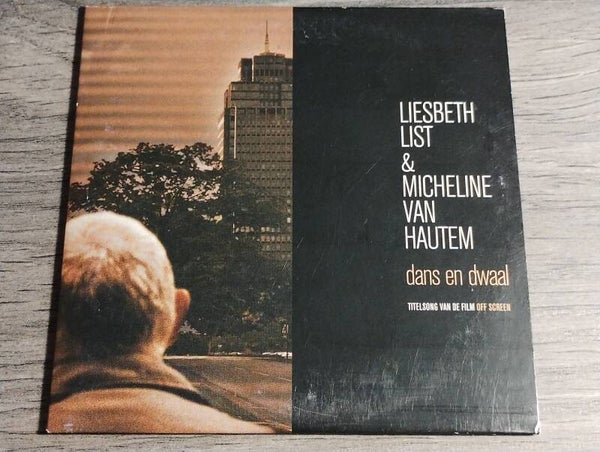 LIESBETH
LIST
&
MICHELINE
VAN
HAUTEM
dans en dwaal
TITELSONG VAN DE FILM OFF SCREEN